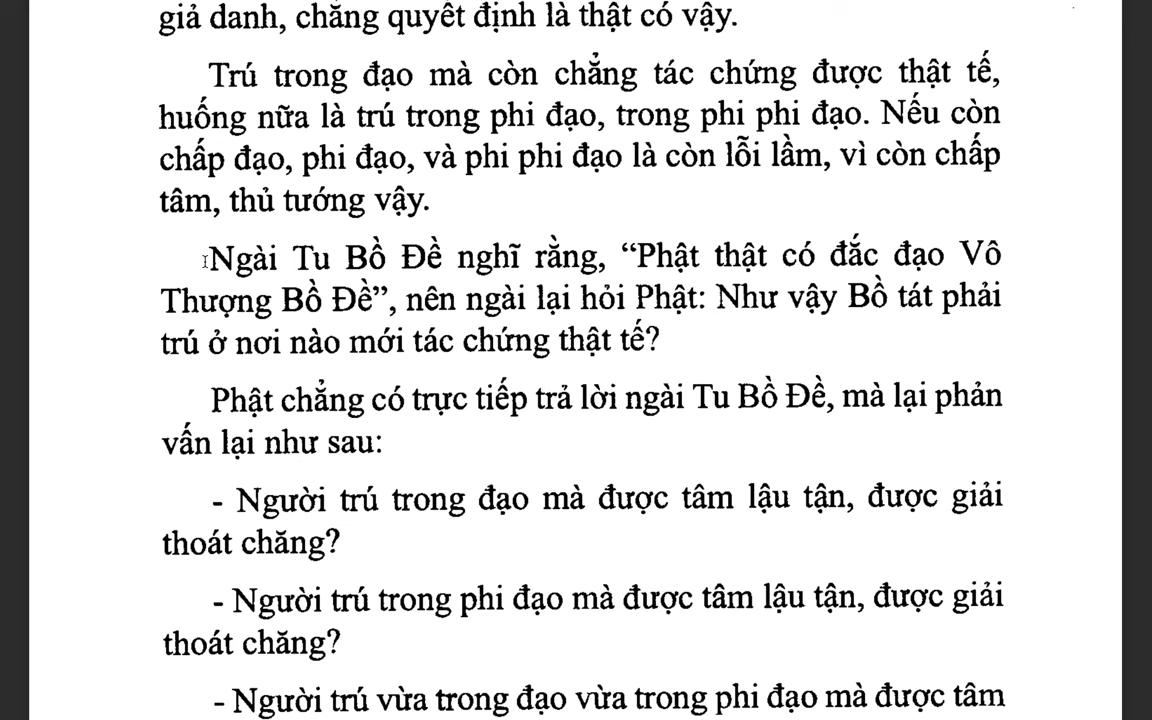 giả danh, chẳng quyết định là thật có vậy.
Trú trong đạo mà còn chẳng tác chứng được thật tế,
huống nữa là trú trong phi đạo, trong phi phi đạo. Nếu còn
chấp đạo, phi đạo, và phi phi đạo là còn lỗi lầm, vì còn chấp
tâm, thủ tướng vậy.
Ngài Tu Bồ Đề nghĩ rằng, “Phật thật có đắc đạo Vô
Thượng Bồ Đề”, nên ngài lại hỏi Phật: Như vậy Bồ tát phải
trú ở nơi nào mới tác chứng thật tế?
Phật chẳng có trực tiếp trả lời ngài Tu Bồ Đề, mà lại phản
vấn lại như sau:
- Người trú trong đạo mà được tâm lậu tận, được giải
thoát chăng?
- Người trú trong phi đạo mà được tâm lậu tận, được giải
thoát chăng?
- Người trú vừa trong đạo vừa trong phi đạo mà được tâm